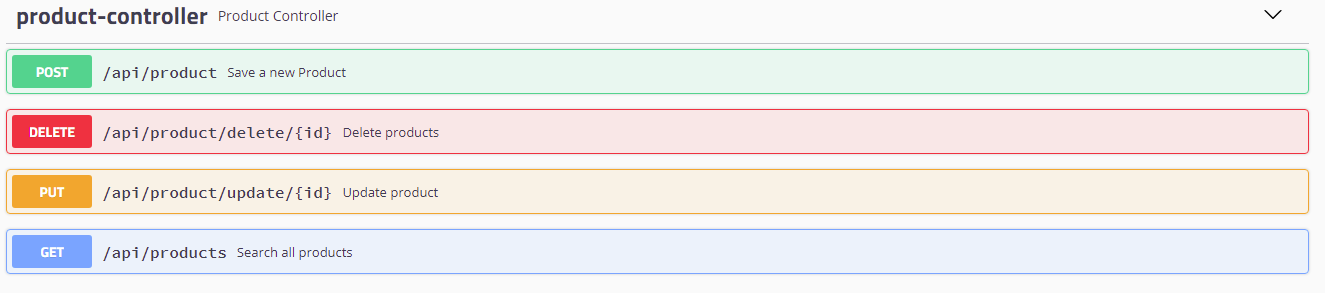 product-controller Product Controller
POST /api/product Save a new Product
DELETE /api/product/delete/{id} Delete products
PUT /api/product/update/{id} Update product
GET /api/products Search all products